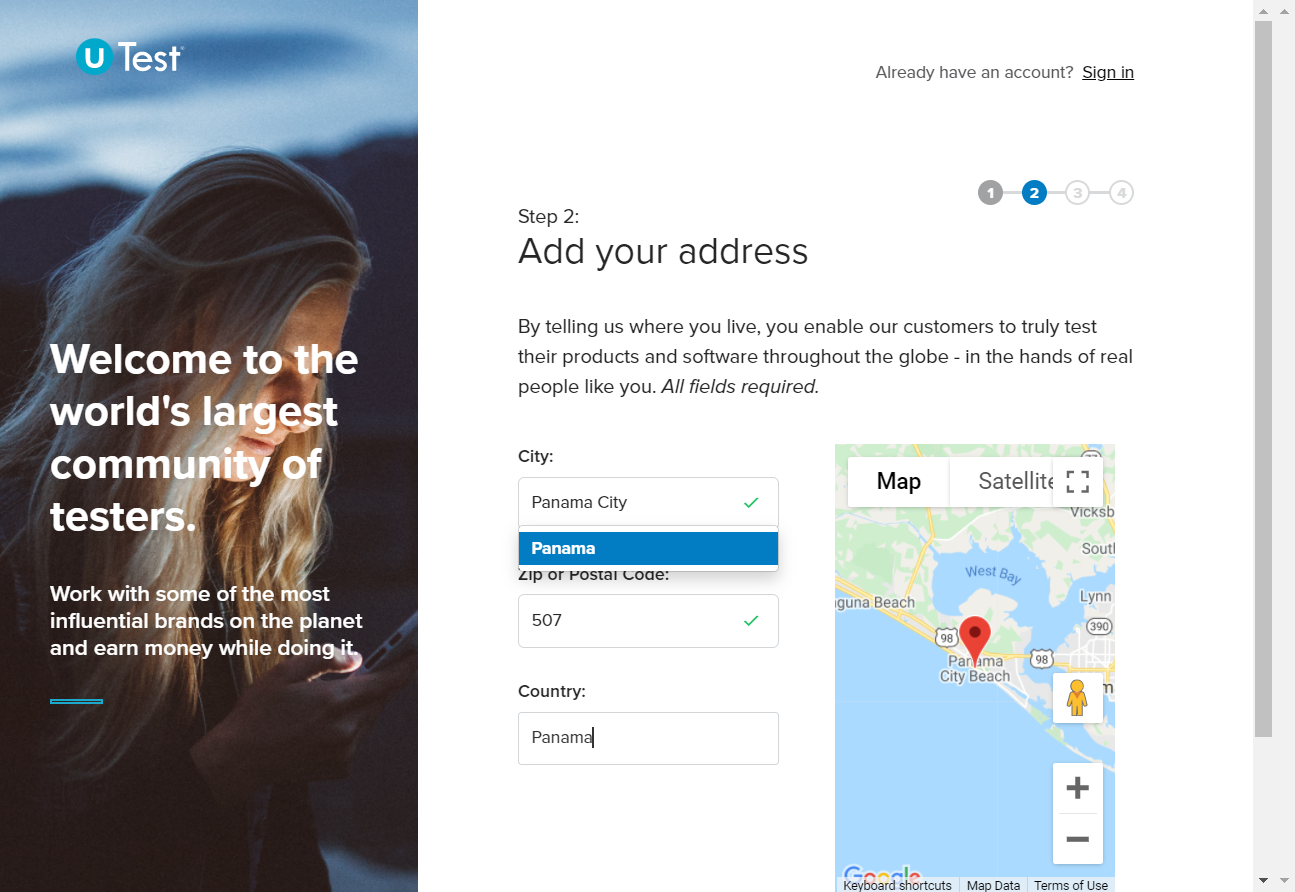 U Test
Already have an account? Sign in
1 2 3 4
Step 2:
Add your address
By telling us where you live, you enable our customers to truly test
their products and software throughout the globe - in the hands of real
people like you. All fields required.
Welcome to the
world's largest
community of
testers.
Work with some of the most
influential brands on the planet
and earn money while doing it.
City:
Panama City
Panama
Zip or Postal Code:
507
Country:
Panama
Map
Satellite
Vicksb
South
West Bay
Lynn
guna Beach
390
98
98
Panama
City Beach
Google
Keyboard shortcuts
Map Data
Terms of Use